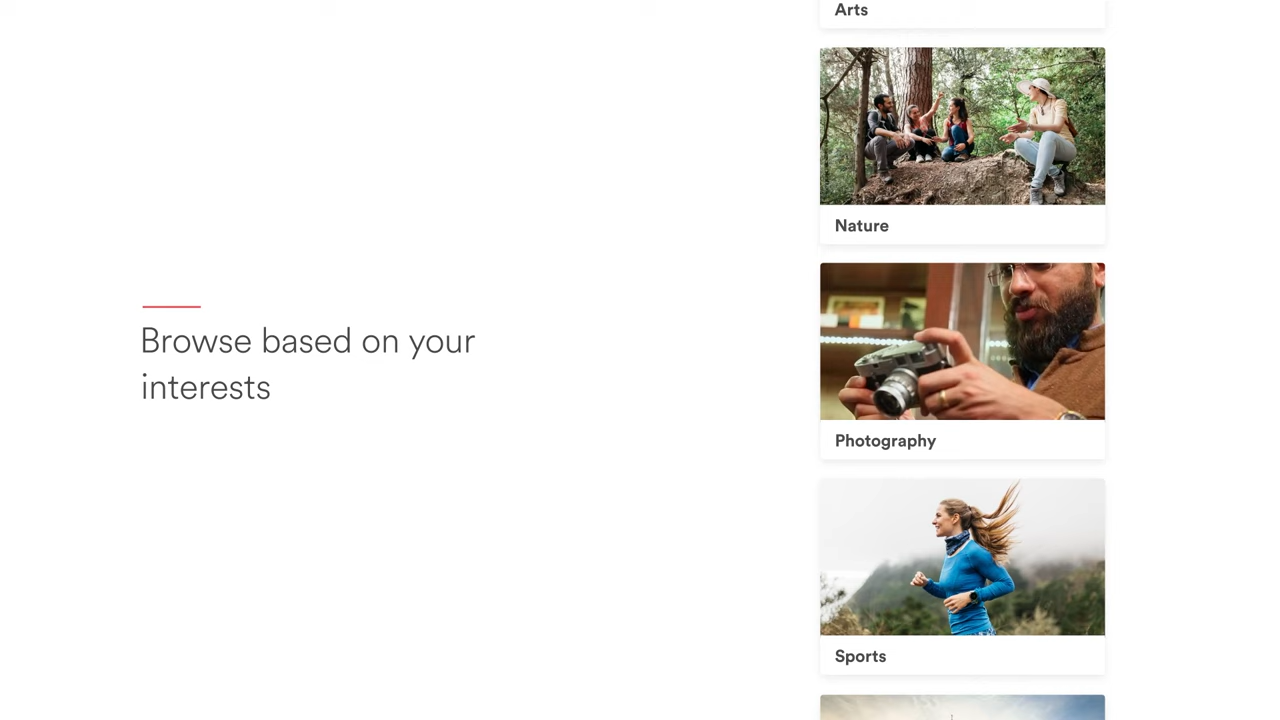 Arts
Nature
Browse based on your
interests
Photography
Sports